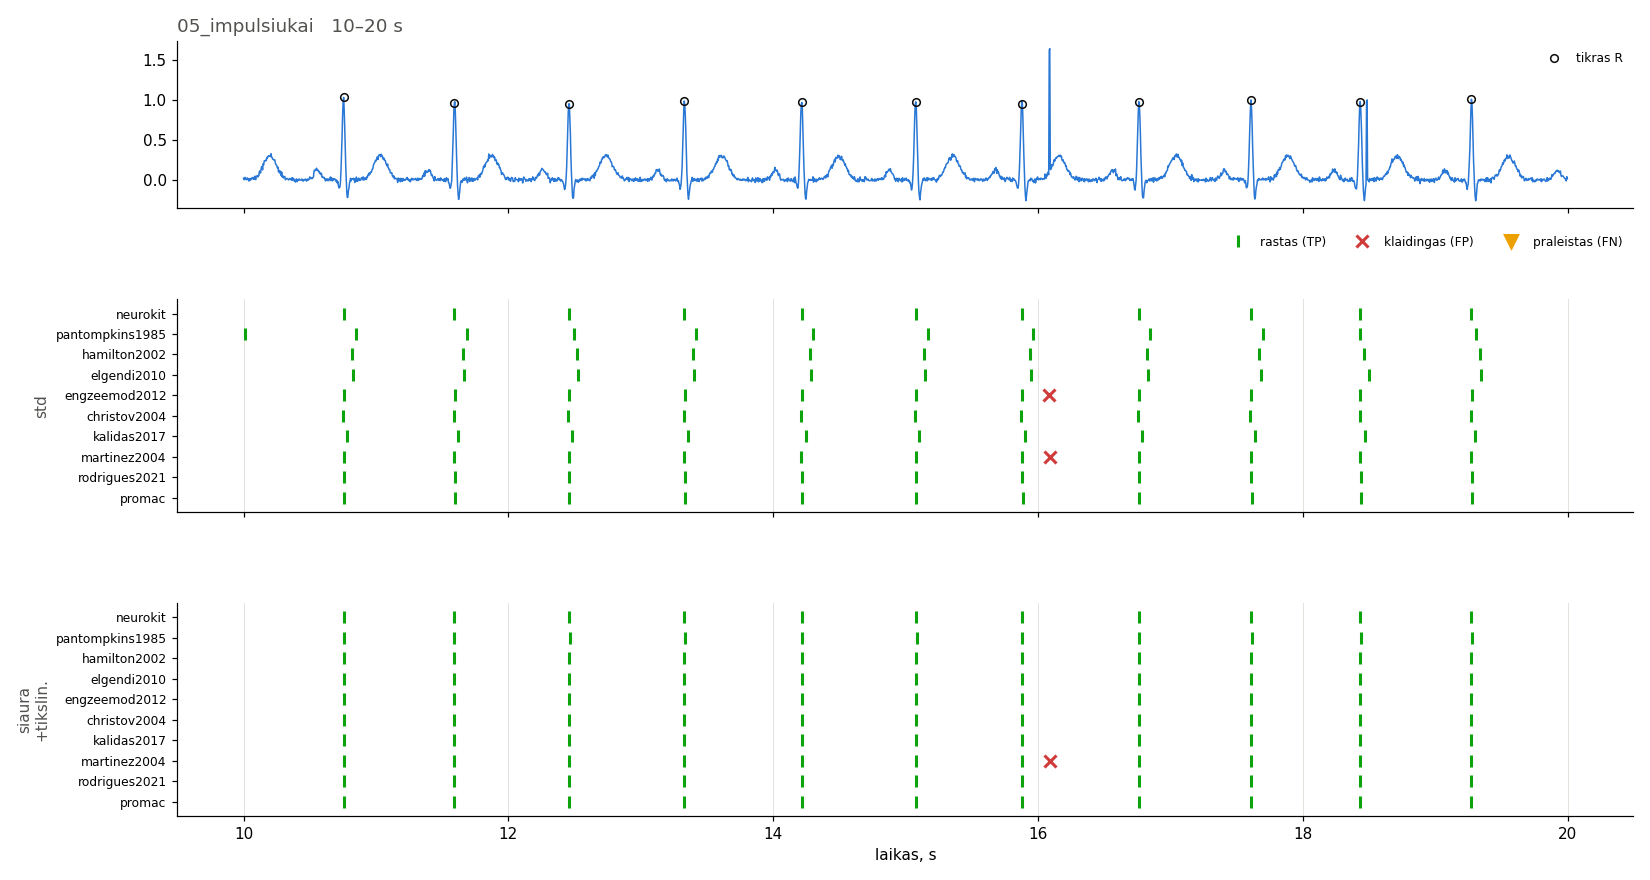 05_impulsiukai 10–20 s
1.5
1.0
0.5
0.0
tikras R
rastas (TP)
klaidingas (FP)
praleistas (FN)
std
neurokit
pantompkins1985
hamilton2002
elgendi2010
engzeemod2012
christov2004
kalidas2017
martinez2004
rodrigues2021
promac
siaura
+tikslin.
neurokit
pantompkins1985
hamilton2002
elgendi2010
engzeemod2012
christov2004
kalidas2017
martinez2004
rodrigues2021
promac
10 12 14 16 18 20
laikas, s